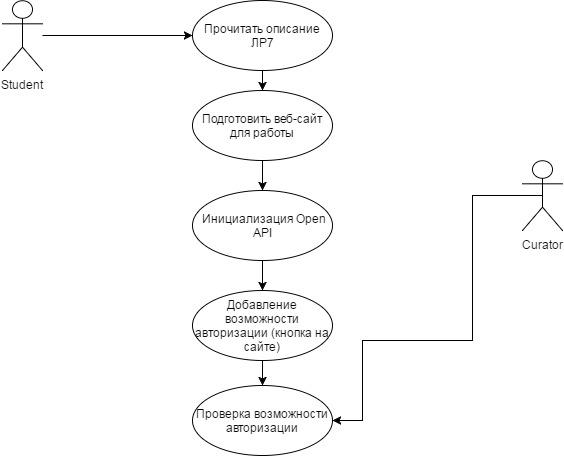 Прочитать описание
ЛР7
Student
Подготовить веб-сайт
для работы
Инициализация Open
API
Curator
Добавление
возможности
авторизации (кнопка на
сайте)
Проверка возможности
авторизации